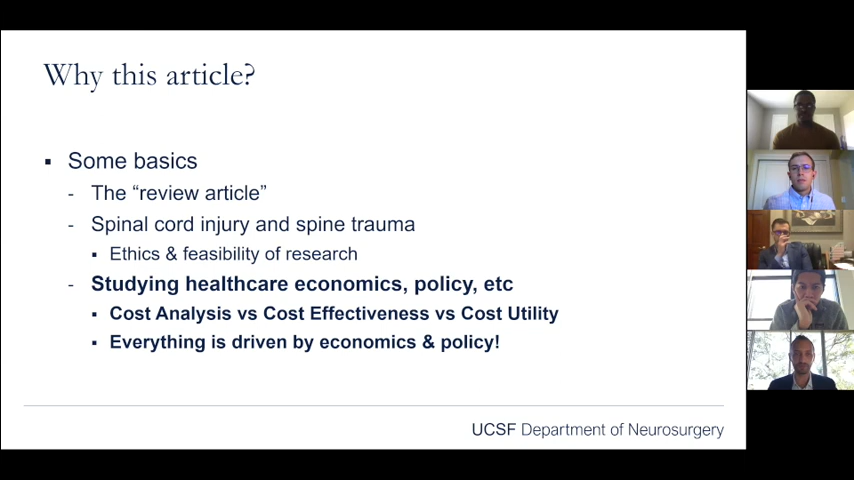 Why this article?
▪ Some basics
- The “review article”
- Spinal cord injury and spine trauma
▪ Ethics & feasibility of research
- Studying healthcare economics, policy, etc
▪ Cost Analysis vs Cost Effectiveness vs Cost Utility
▪ Everything is driven by economics & policy!
UCSF Department of Neurosurgery